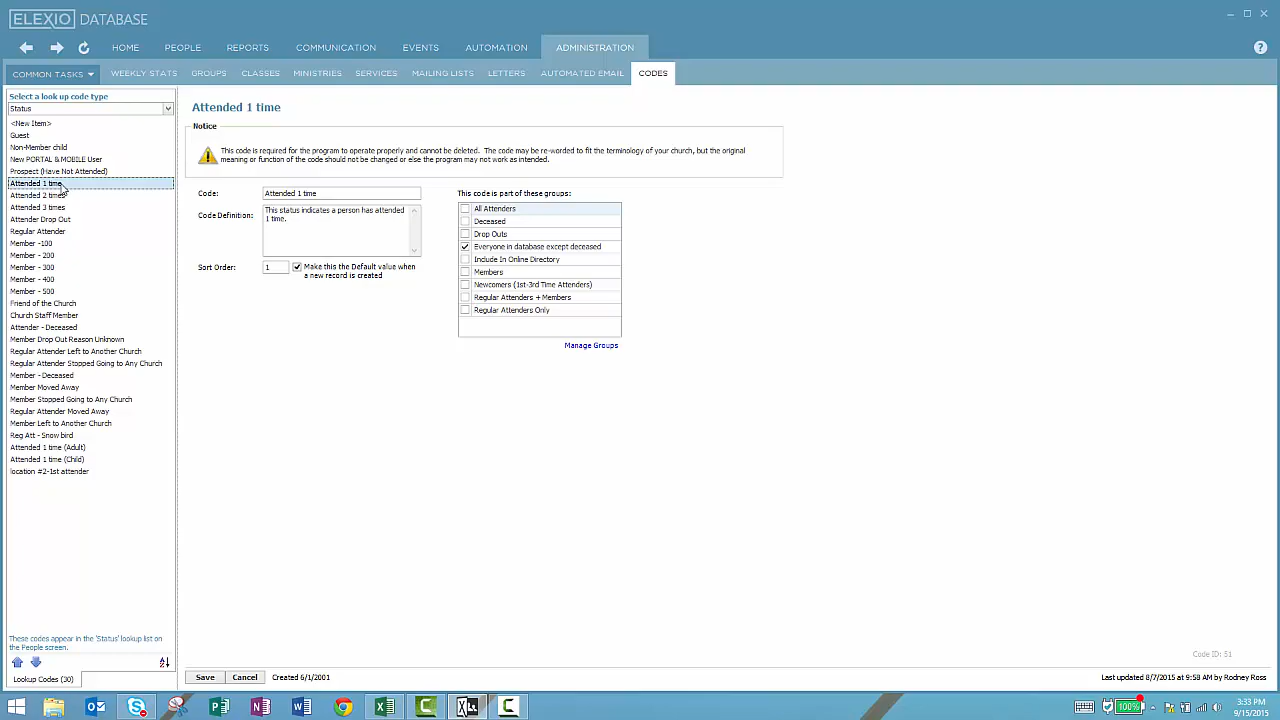 ELEXIO DATABASE
HOME PEOPLE REPORTS COMMUNICATION EVENTS AUTOMATION ADMINISTRATION
COMMON TASKS WEEKLY STATS GROUPS CLASSES MINISTRIES SERVICES MAILING LISTS LETTERS AUTOMATED EMAIL CODES
Select a look up code type
Status
<New Item>
Guest
Non-Member child
New PORTAL & MOBILE User
Prospect (Have Not Attended)
Attended 1 time
Attended 2 times
Attended 3 times
Attender Drop Out
Regular Attender
Member -100
Member - 200
Member - 300
Member - 400
Member - 500
Friend of the Church
Church Staff Member
Attender - Deceased
Member Drop Out Reason Unknown
Regular Attender Left to Another Church
Regular Attender Stopped Going to Any Church
Member - Deceased
Member Moved Away
Member Stopped Going to Any Church
Regular Attender Moved Away
Member Left to Another Church
Reg Att - Snow bird
Attended 1 time (Adult)
Attended 1 time (Child)
location #2-1st attender
These codes appear in the 'Status' lookup list on
the People screen.
Lookup Codes (30)
Attended 1 time
Notice
This code is required for the program to operate properly and cannot be deleted. The code may be re-worded to fit the terminology of your church, but the original
meaning or function of the code should not be changed or else the program may not work as intended.
Code: Attended 1 time
Code Definition: This status indicates a person has attended
1 time.
Sort Order: 1 Make this the Default value when
a new record is created
This code is part of these groups:
All Attenders
Deceased
Drop Outs
Everyone in database except deceased
Include In Online Directory
Members
Newcomers (1st-3rd Time Attenders)
Regular Attenders + Members
Regular Attenders Only
Manage Groups
Code ID: 51
Save Cancel Created 6/1/2001 Last updated 8/7/2015 at 9:58 AM by Rodney Ross
100%
3:33 PM
9/15/2015